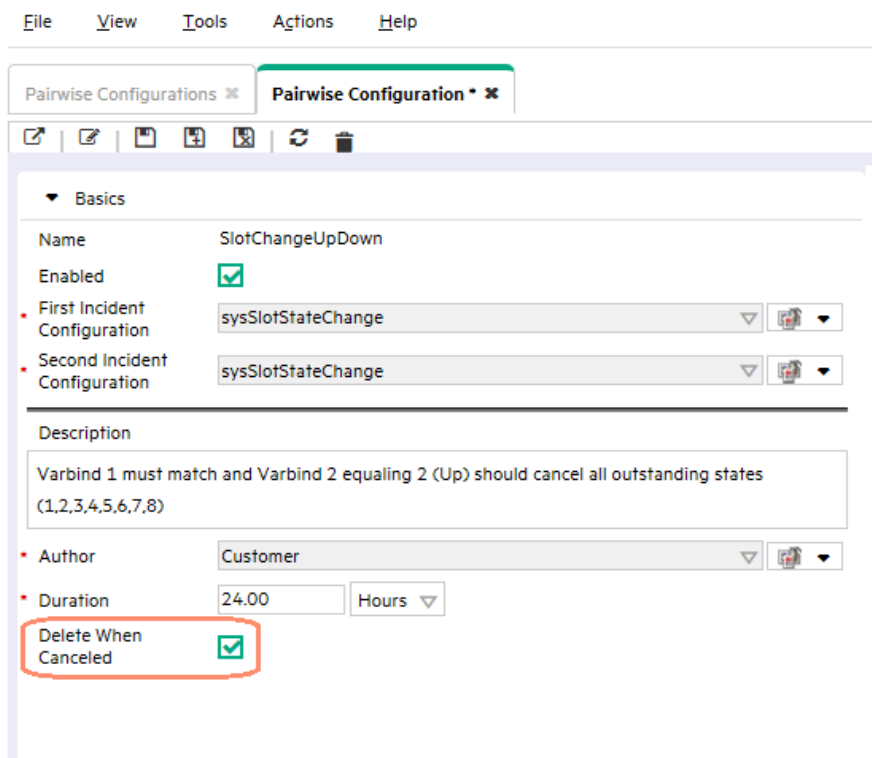 File View Tools Actions Help
Pairwise Configurations ✖ Pairwise Configuration * ✖
Basics
Name SlotChangeUpDown
Enabled
* First Incident Configuration sysSlotStateChange
* Second Incident Configuration sysSlotStateChange
Description
Varbind 1 must match and Varbind 2 equaling 2 (Up) should cancel all outstanding states
(1,2,3,4,5,6,7,8)
* Author Customer
* Duration 24.00 Hours
Delete When
Canceled